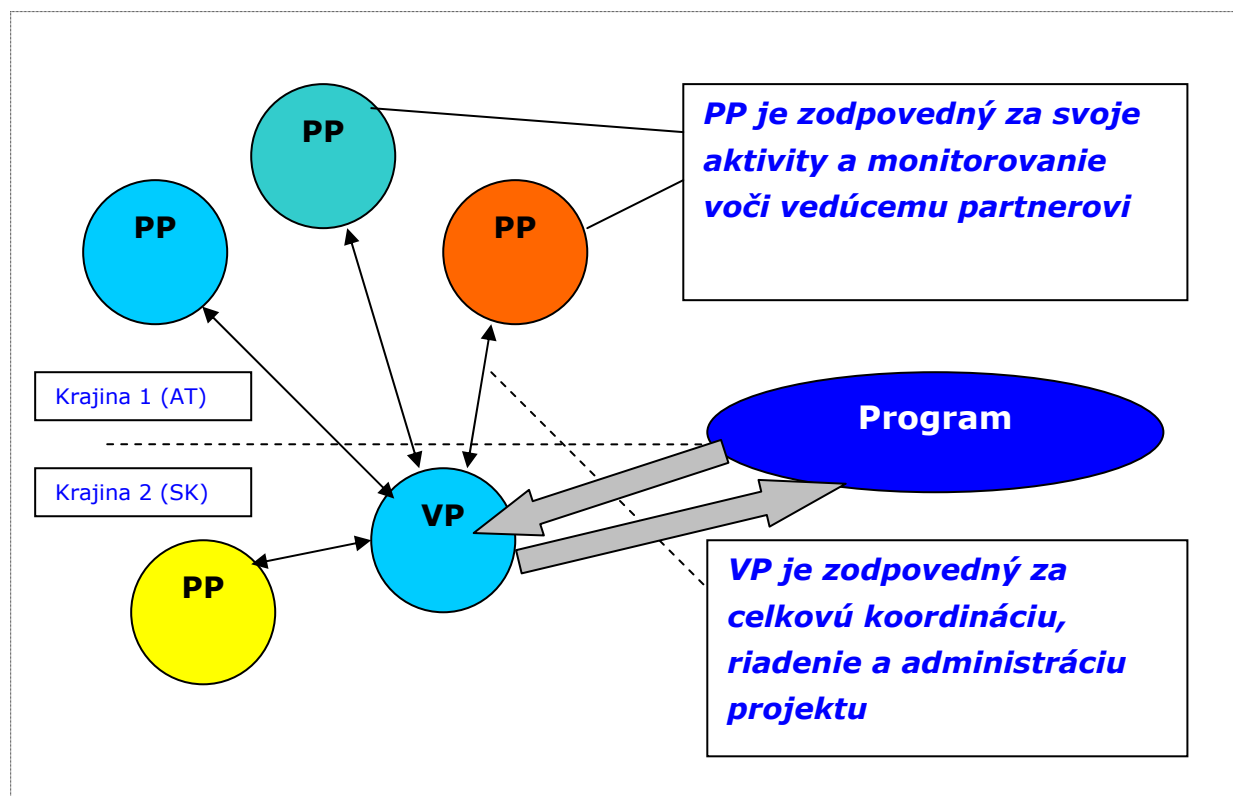 PP
PP
PP
PP je zodpovedný za svoje
aktivity a monitorovanie
voči vedúcemu partnerovi
Krajina 1 (AT)
Program
Krajina 2 (SK)
VP
PP
VP je zodpovedný za
celkovú koordináciu,
riadenie a administráciu
projektu